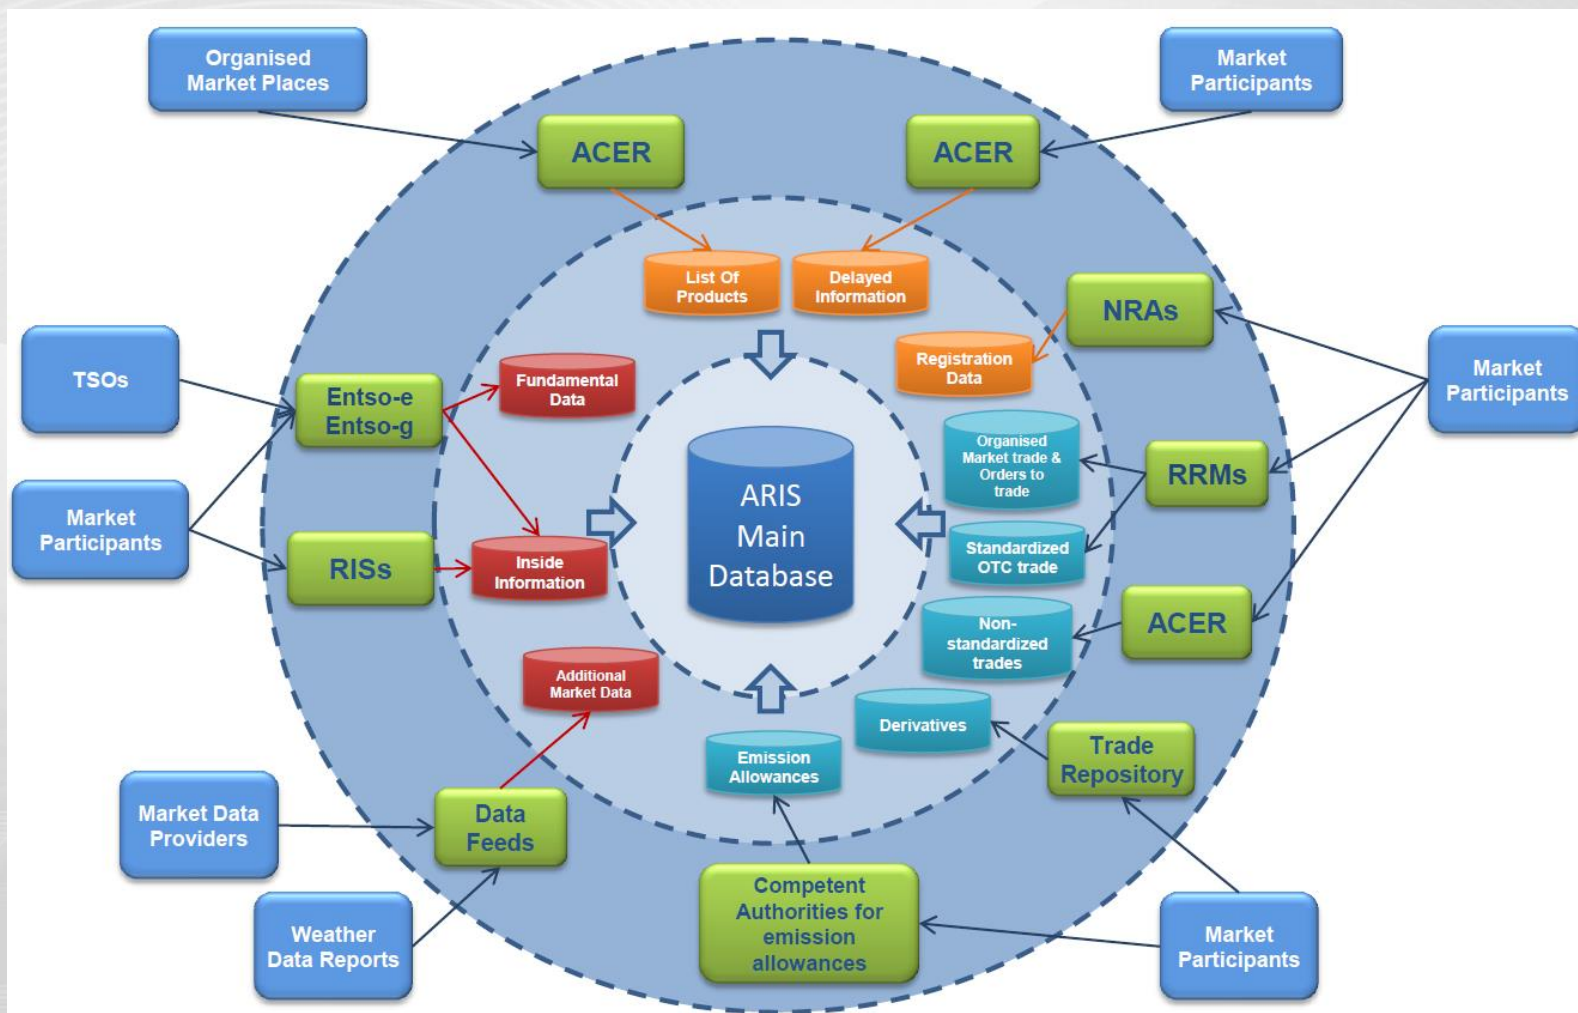 Organised
Market Places
Market
Participants
ACER
ACER
List Of
Products
Delayed
Information
NRAs
Registration
Data
TSOs
Fundamental
Data
Market
Participants
Entso-e
Entso-g
Organised
Market trade &
Orders to
trade
RRMs
ARIS
Main
Database
Market
Participants
RISs
Inside
Information
Standardized
OTC trade
Non-
standardized
trades
ACER
Additional
Market Data
Derivatives
Trade
Repository
Emission
Allowances
Market Data
Providers
Data
Feeds
Competent
Authorities for
emission
allowances
Weather
Data Reports
Market
Participants